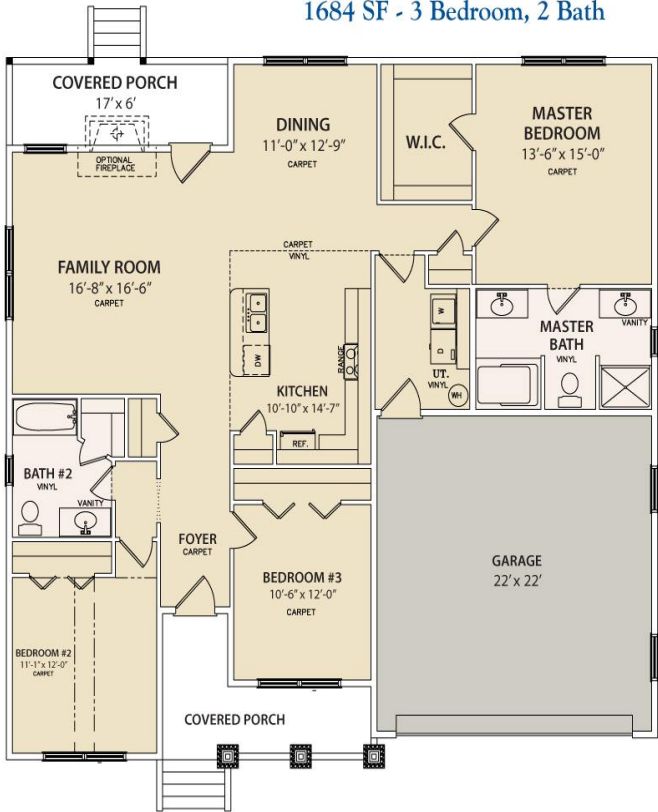 1684 SF - 3 Bedroom, 2 Bath
COVERED PORCH
17' x 6'
OPTIONAL
FIREPLACE
DINING
11'-0" x 12'-9"
CARPET
W.I.C.
MASTER
BEDROOM
13'-6" x 15'-0"
CARPET
FAMILY ROOM
16'-8" x 16'-6"
CARPET
CARPET
VINYL
DW
RANGE
KITCHEN
10'-10" x 14'-7"
REF.
W
D
UT.
VINYL
WH
MASTER
BATH
VINYL
VANITY
BATH #2
VINYL
VANITY
FOYER
CARPET
BEDROOM #3
10'-6" x 12'-0"
CARPET
GARAGE
22' x 22'
BEDROOM #2
11'-1" x 12'-0"
CARPET
COVERED PORCH